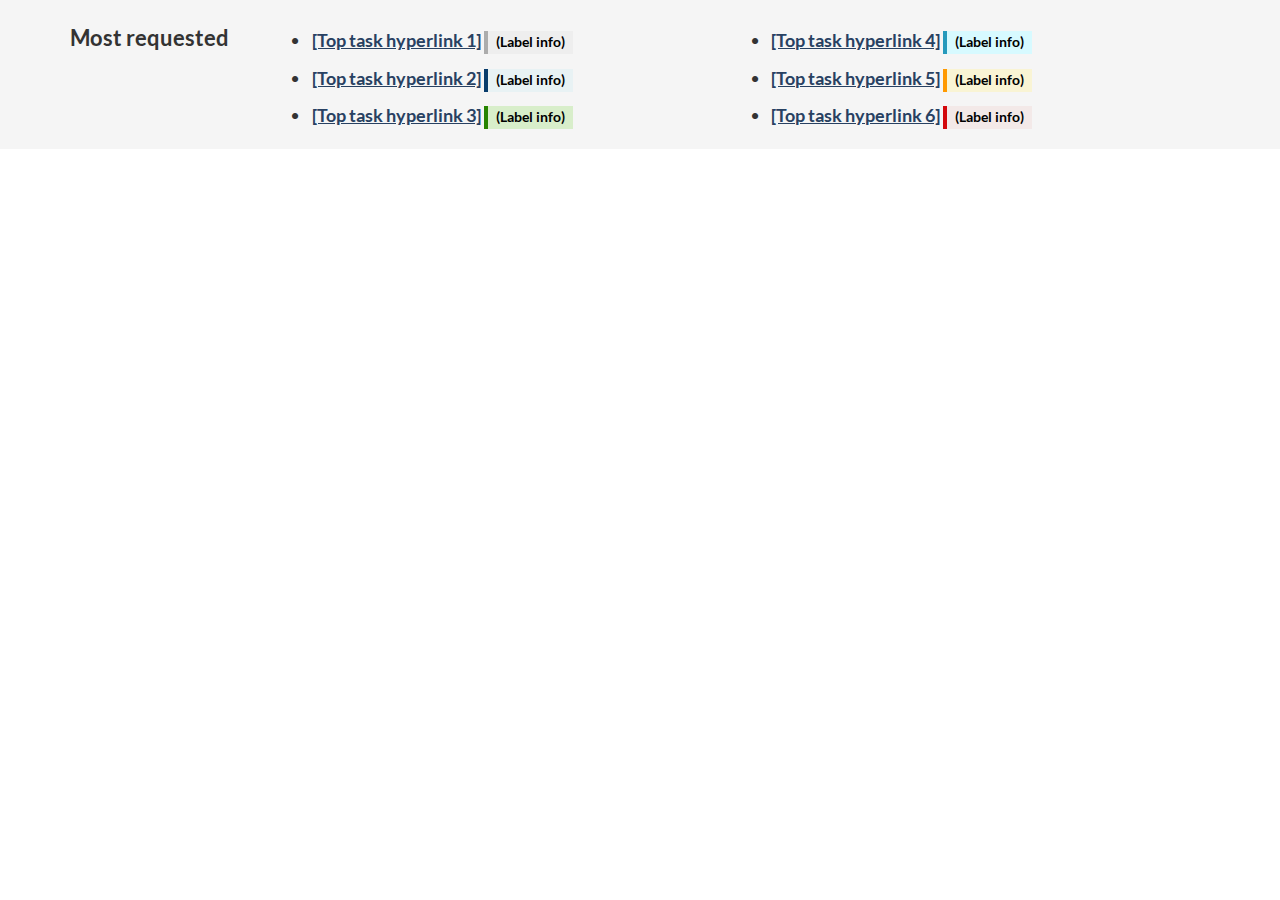 Most requested
• [Top task hyperlink 1] (Label info)
• [Top task hyperlink 2] (Label info)
• [Top task hyperlink 3] (Label info)
• [Top task hyperlink 4] (Label info)
• [Top task hyperlink 5] (Label info)
• [Top task hyperlink 6] (Label info)